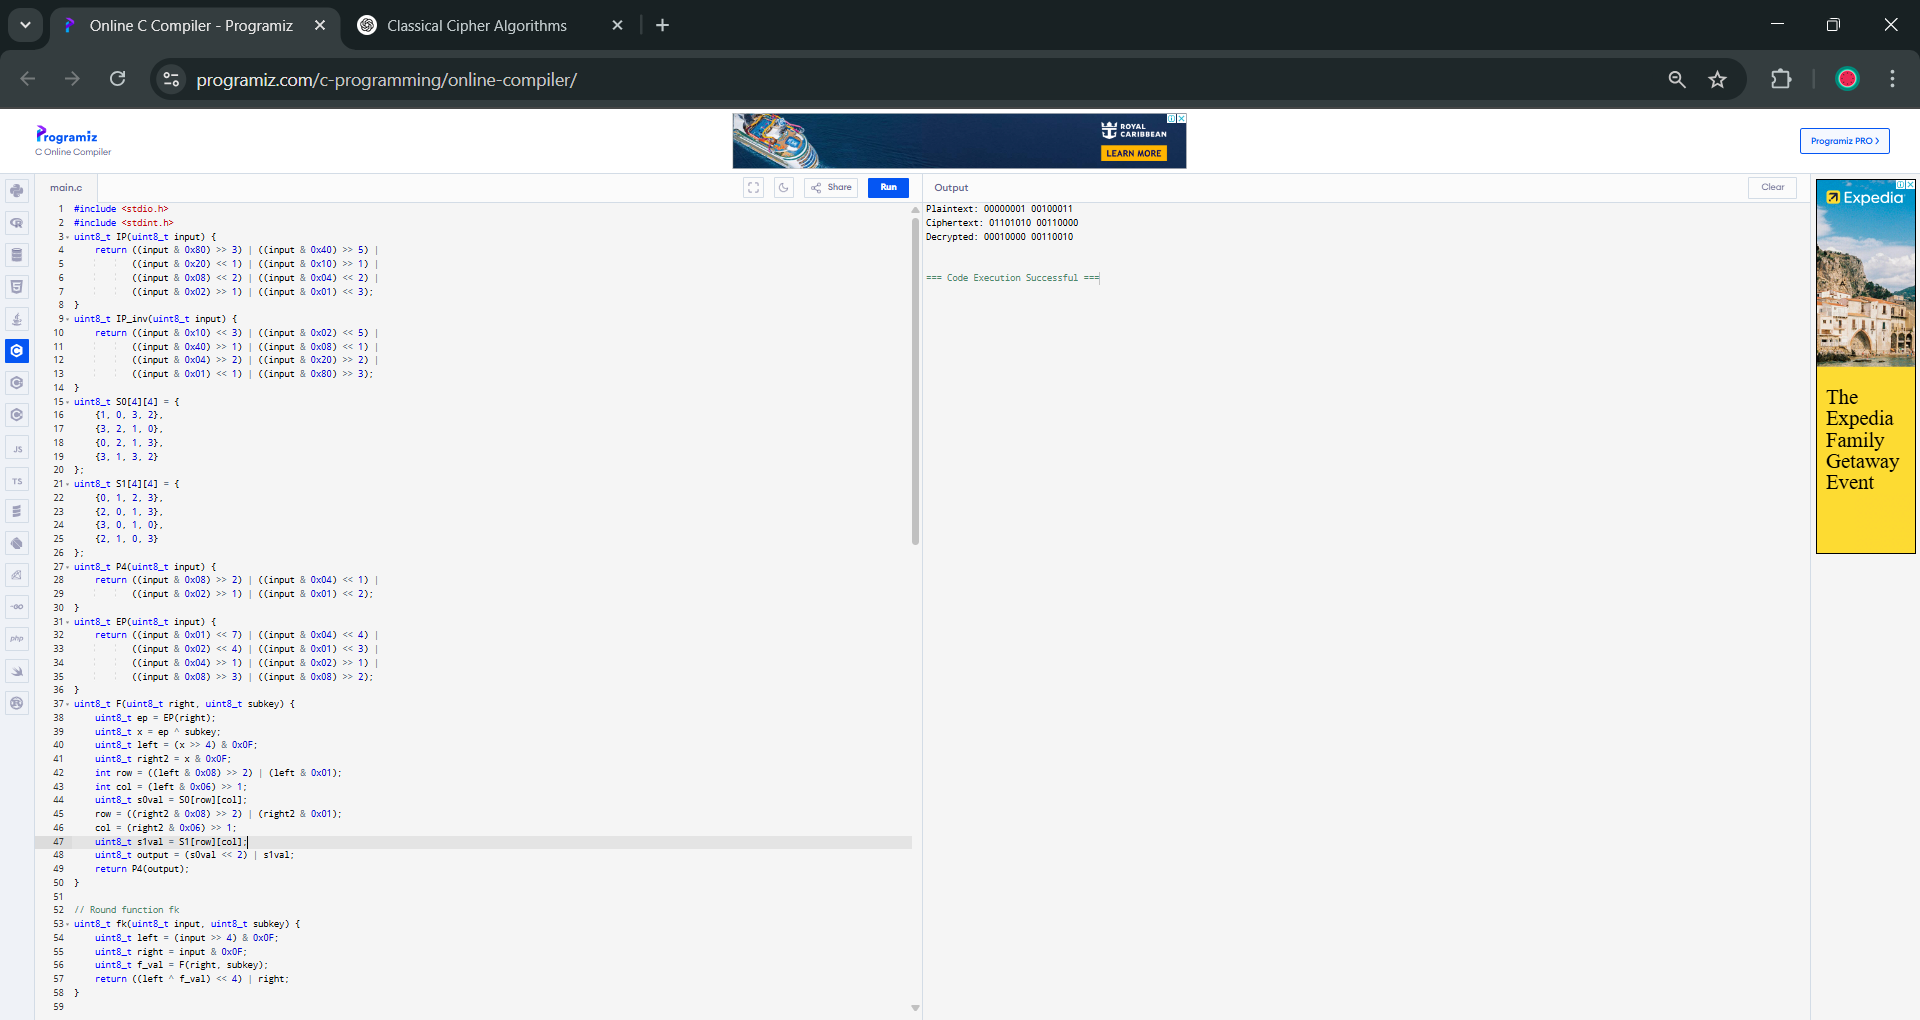 Online C Compiler - Programiz
Classical Cipher Algorithms
programiz.com/c-programming/online-compiler/
Programiz
C Online Compiler
ROYAL CARIBBEAN
LEARN MORE
Programiz PRO >
main.c
Share
Run
Output
Clear
1 #include <stdio.h>
2 #include <stdint.h>
3 uint8_t IP(uint8_t input) {
4 return ((input & 0x80) >> 3) | ((input & 0x40) >> 5) |
5 ((input & 0x20) << 1) | ((input & 0x10) >> 1) |
6 ((input & 0x08) << 2) | ((input & 0x04) << 2) |
7 ((input & 0x02) >> 1) | ((input & 0x01) << 3);
8 }
9 uint8_t IP_inv(uint8_t input) {
10 return ((input & 0x10) << 3) | ((input & 0x02) << 5) |
11 ((input & 0x40) >> 1) | ((input & 0x08) << 1) |
12 ((input & 0x04) >> 2) | ((input & 0x20) >> 2) |
13 ((input & 0x01) << 1) | ((input & 0x80) >> 3);
14 }
15 uint8_t S0[4][4] = {
16 {1, 0, 3, 2},
17 {3, 2, 1, 0},
18 {0, 2, 1, 3},
19 {3, 1, 3, 2}
20 };
21 uint8_t S1[4][4] = {
22 {0, 1, 2, 3},
23 {2, 0, 1, 3},
24 {3, 0, 1, 0},
25 {2, 1, 0, 3}
26 };
27 uint8_t P4(uint8_t input) {
28 return ((input & 0x08) >> 2) | ((input & 0x04) << 1) |
29 ((input & 0x02) >> 1) | ((input & 0x01) << 2);
30 }
31 uint8_t EP(uint8_t input) {
32 return ((input & 0x01) << 7) | ((input & 0x04) << 4) |
33 ((input & 0x02) << 4) | ((input & 0x01) << 3) |
34 ((input & 0x04) >> 1) | ((input & 0x02) >> 1) |
35 ((input & 0x08) >> 3) | ((input & 0x08) >> 2);
36 }
37 uint8_t F(uint8_t right, uint8_t subkey) {
38 uint8_t ep = EP(right);
39 uint8_t x = ep ^ subkey;
40 uint8_t left = (x >> 4) & 0x0F;
41 uint8_t right2 = x & 0x0F;
42 int row = ((left & 0x08) >> 2) | (left & 0x01);
43 int col = (left & 0x06) >> 1;
44 uint8_t s0val = S0[row][col];
45 row = ((right2 & 0x08) >> 2) | (right2 & 0x01);
46 col = (right2 & 0x06) >> 1;
47 uint8_t s1val = S1[row][col];
48 uint8_t output = (s0val << 2) | s1val;
49 return P4(output);
50 }
51
52 // Round function fk
53 uint8_t fk(uint8_t input, uint8_t subkey) {
54 uint8_t left = (input >> 4) & 0x0F;
55 uint8_t right = input & 0x0F;
56 uint8_t f_val = F(right, subkey);
57 return ((left ^ f_val) << 4) | right;
58 }
59
Plaintext: 00000001 00100011
Ciphertext: 01101010 00110000
Decrypted: 00010000 00110010
=== Code Execution Successful ===
JS
TS
-GO
php
Expedia
The
Expedia
Family
Getaway
Event